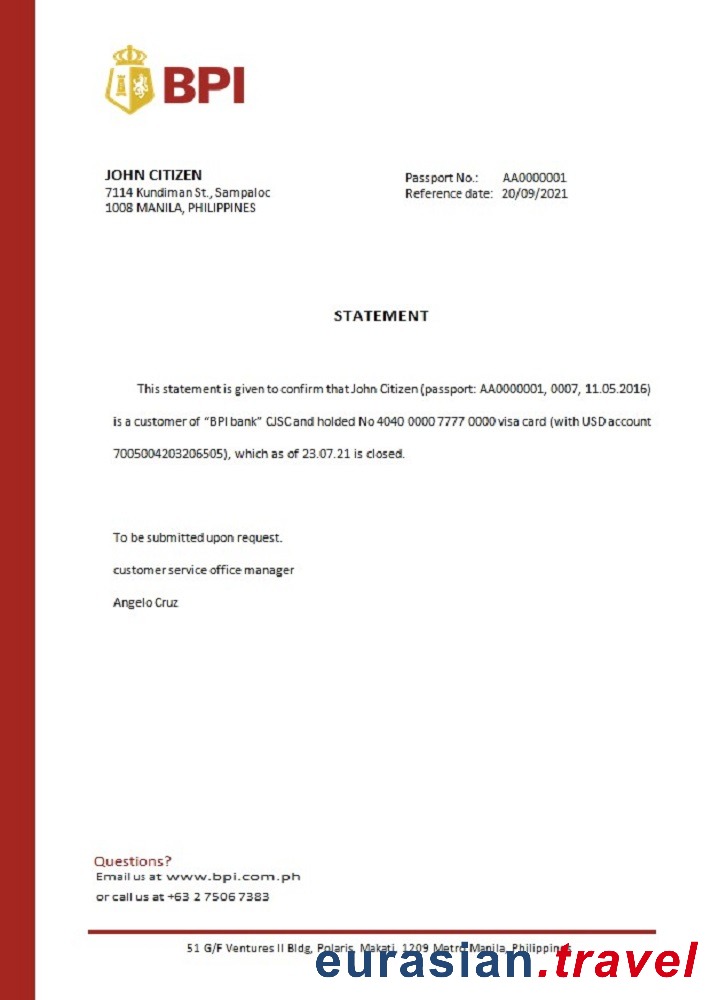 BPI
JOHN CITIZEN
7114 Kundiman St., Sampaloc
1008 MANILA, PHILIPPINES
Passport No.: AA0000001
Reference date: 20/09/2021
STATEMENT
This statement is given to confirm that John Citizen (passport: AA0000001, 0007, 11.05.2016)
is a customer of “BPI bank” CJSC and holded No 4040 0000 7777 0000 visa card (with USD account
7005004203206505), which as of 23.07.21 is closed.
To be submitted upon request.
customer service office manager
Angelo Cruz
Questions?
Email us at www.bpi.com.ph
or call us at +63 2 7506 7383
51 G/F Ventures II Bldg, Polaris, Makati, 1209 Metro Manila, Philippines
eurasian.travel